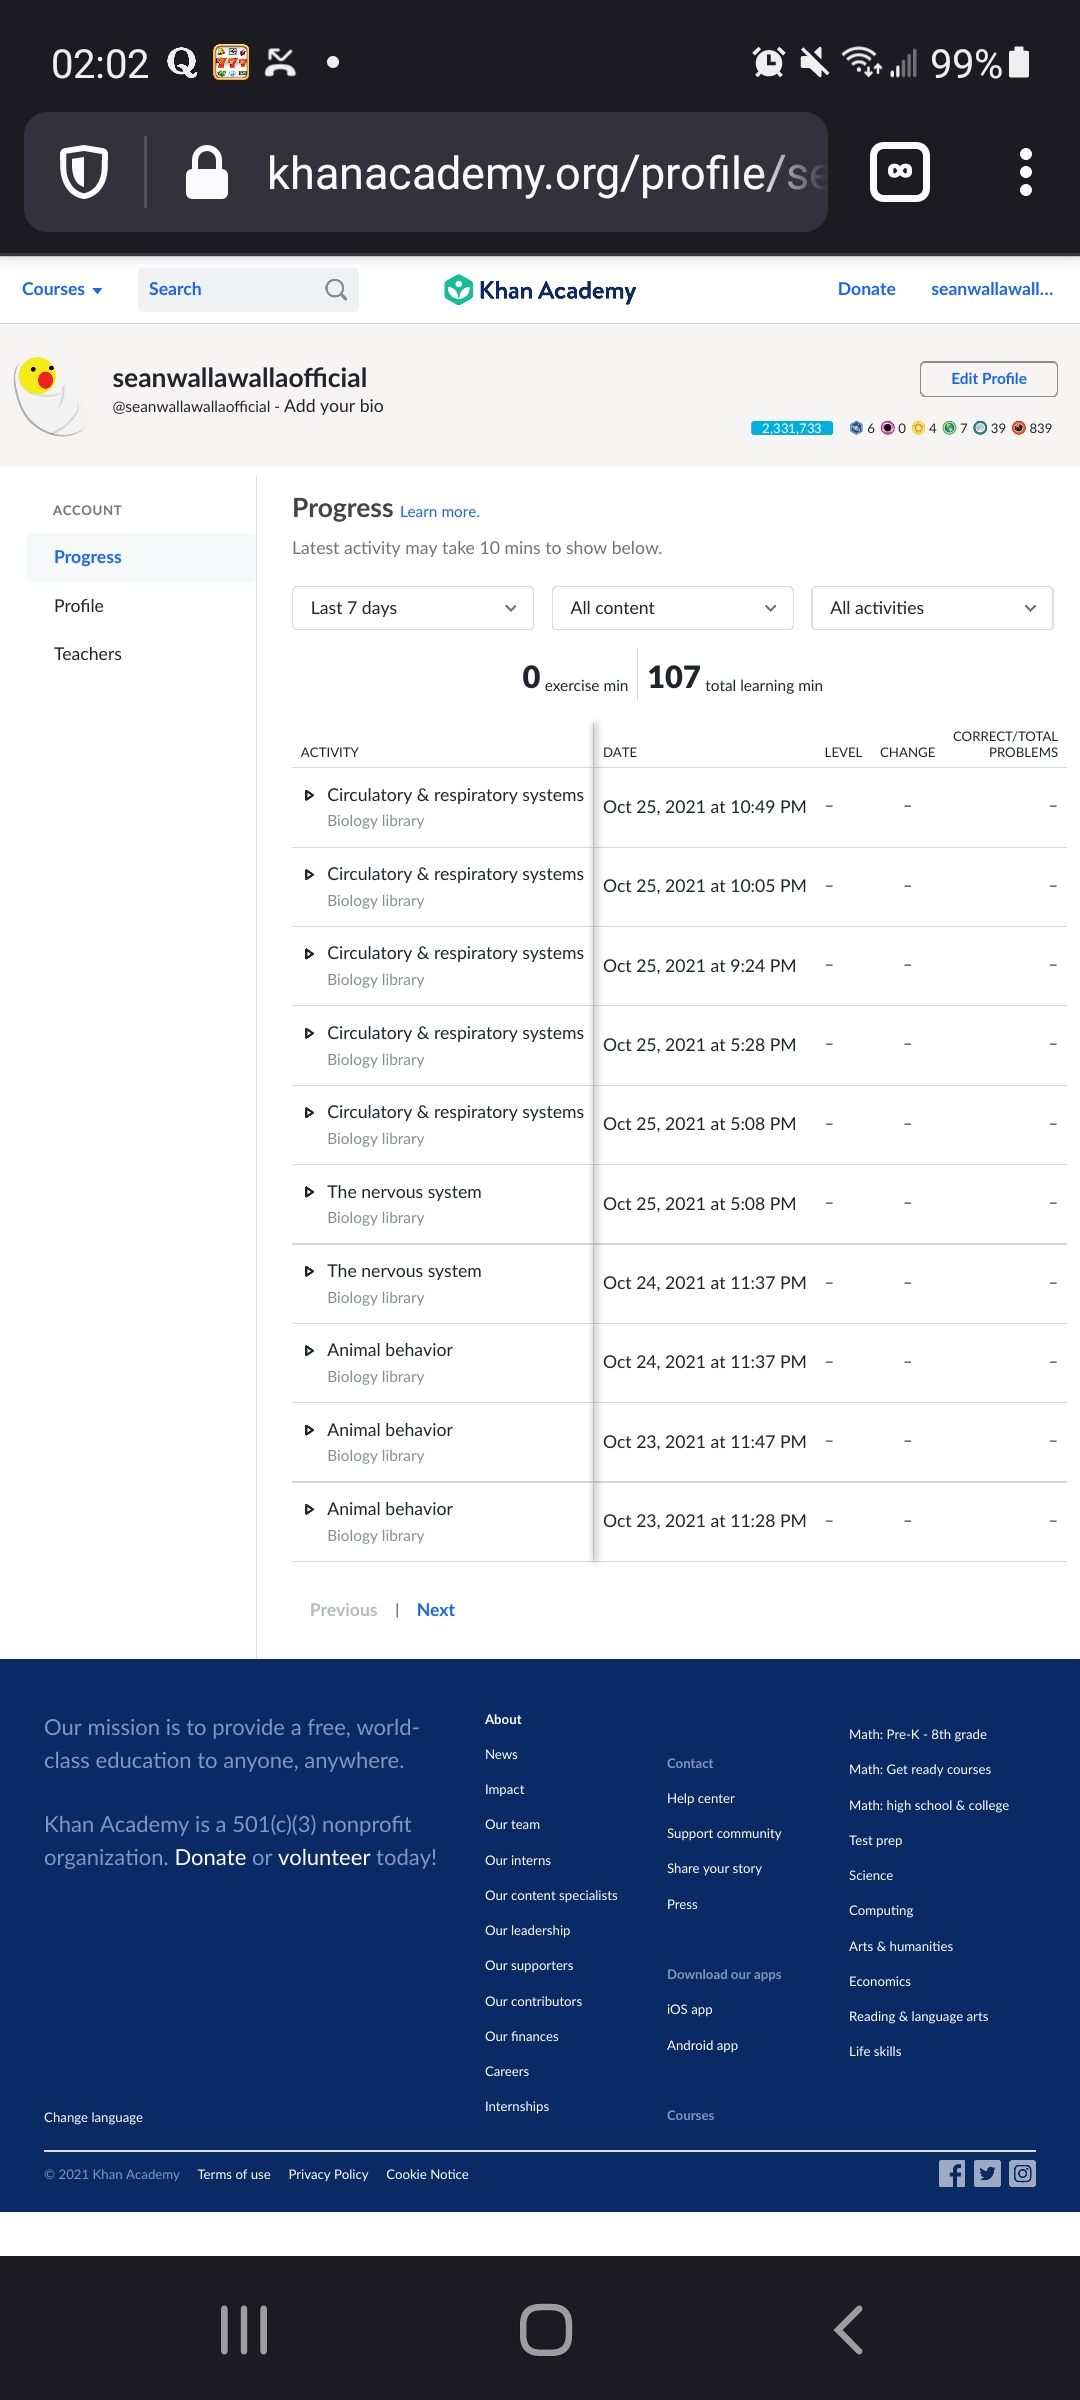 02:02
99%
khanacademy.org/profile/se
Courses
Search
Khan Academy
Donate
seanwallawall...
seanwallawallaofficial
@seanwallawallaofficial - Add your bio
Edit Profile
2,331,733 6 0 4 7 39 839
ACCOUNT
Progress
Profile
Teachers
Progress Learn more.
Latest activity may take 10 mins to show below.
Last 7 days
All content
All activities
0 exercise min
107 total learning min
ACTIVITY DATE LEVEL CHANGE CORRECT/TOTAL PROBLEMS
Circulatory & respiratory systems
Biology library
Oct 25, 2021 at 10:49 PM – – –
Circulatory & respiratory systems
Biology library
Oct 25, 2021 at 10:05 PM – – –
Circulatory & respiratory systems
Biology library
Oct 25, 2021 at 9:24 PM – – –
Circulatory & respiratory systems
Biology library
Oct 25, 2021 at 5:28 PM – – –
Circulatory & respiratory systems
Biology library
Oct 25, 2021 at 5:08 PM – – –
The nervous system
Biology library
Oct 25, 2021 at 5:08 PM – – –
The nervous system
Biology library
Oct 24, 2021 at 11:37 PM – – –
Animal behavior
Biology library
Oct 24, 2021 at 11:37 PM – – –
Animal behavior
Biology library
Oct 23, 2021 at 11:47 PM – – –
Animal behavior
Biology library
Oct 23, 2021 at 11:28 PM – – –
Previous | Next
Our mission is to provide a free, world-
class education to anyone, anywhere.
Khan Academy is a 501(c)(3) nonprofit
organization. Donate or volunteer today!
Change language
About
News
Impact
Our team
Our interns
Our content specialists
Our leadership
Our supporters
Our contributors
Our finances
Careers
Internships
Contact
Help center
Support community
Share your story
Press
Download our apps
iOS app
Android app
Courses
Math: Pre-K - 8th grade
Math: Get ready courses
Math: high school & college
Test prep
Science
Computing
Arts & humanities
Economics
Reading & language arts
Life skills
© 2021 Khan Academy Terms of use Privacy Policy Cookie Notice